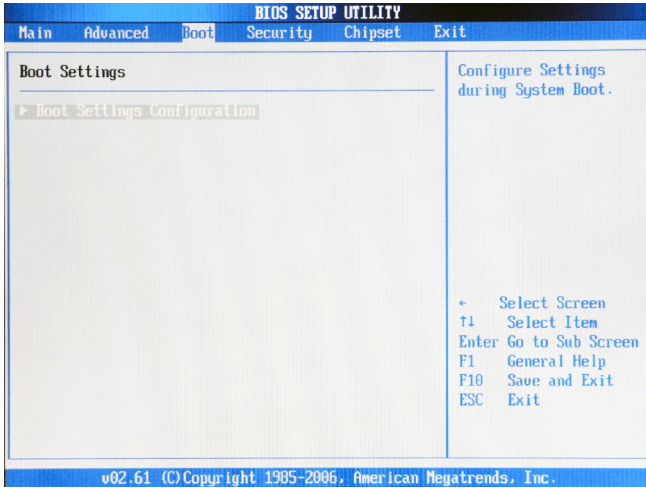 BIOS SETUP UTILITY
Main Advanced Boot Security Chipset Exit
Boot Settings
▶ Boot Settings Configuration
Configure Settings
during System Boot.
← Select Screen
↑↓ Select Item
Enter Go to Sub Screen
F1 General Help
F10 Save and Exit
ESC Exit
v02.61 (C)Copyright 1985-2006, American Megatrends, Inc.